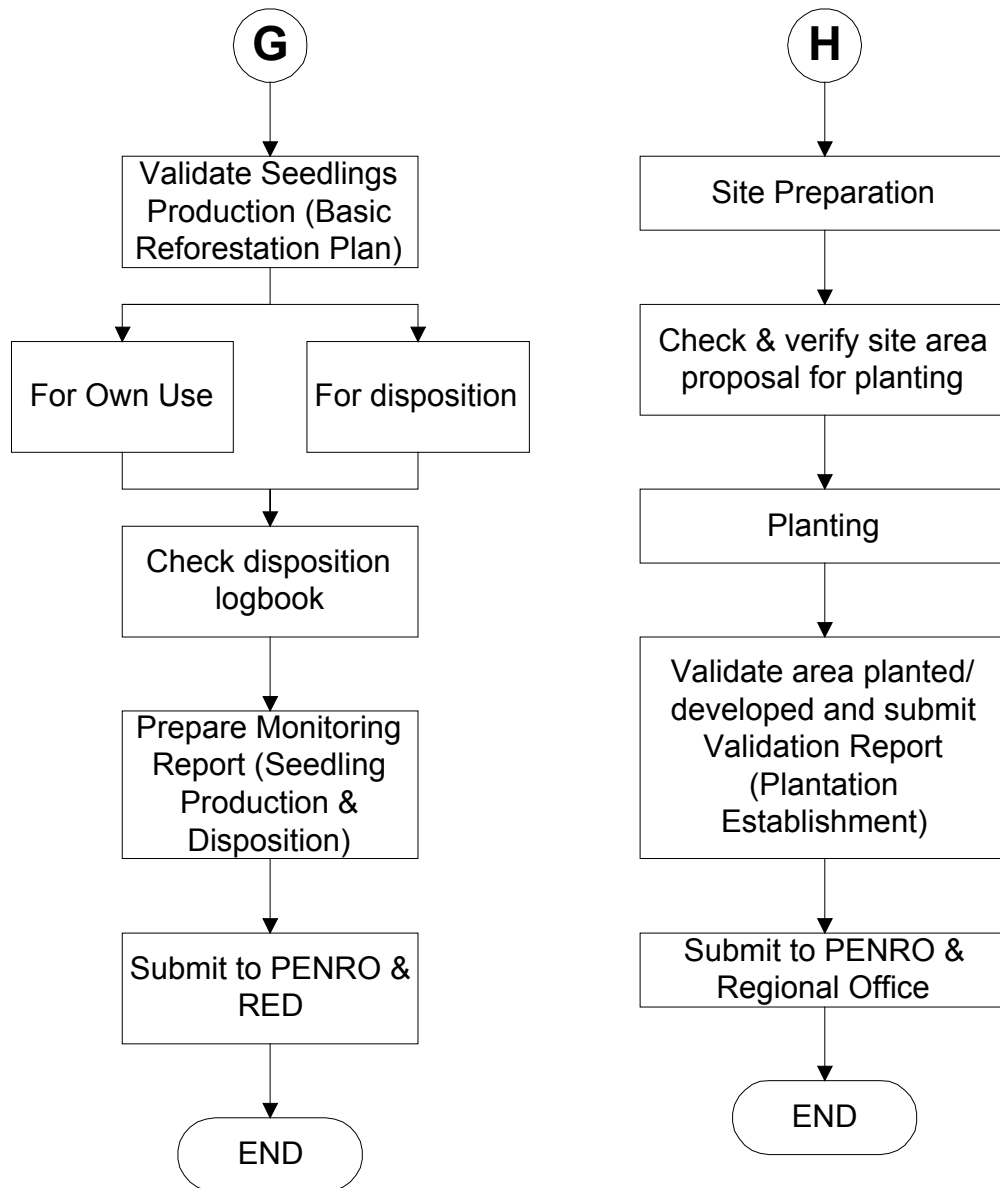 G
Validate Seedlings
Production (Basic
Reforestation Plan)
For Own Use
For disposition
Check disposition
logbook
Prepare Monitoring
Report (Seedling
Production &
Disposition)
Submit to PENRO &
RED
END
H
Site Preparation
Check & verify site area
proposal for planting
Planting
Validate area planted/
developed and submit
Validation Report
(Plantation
Establishment)
Submit to PENRO &
Regional Office
END